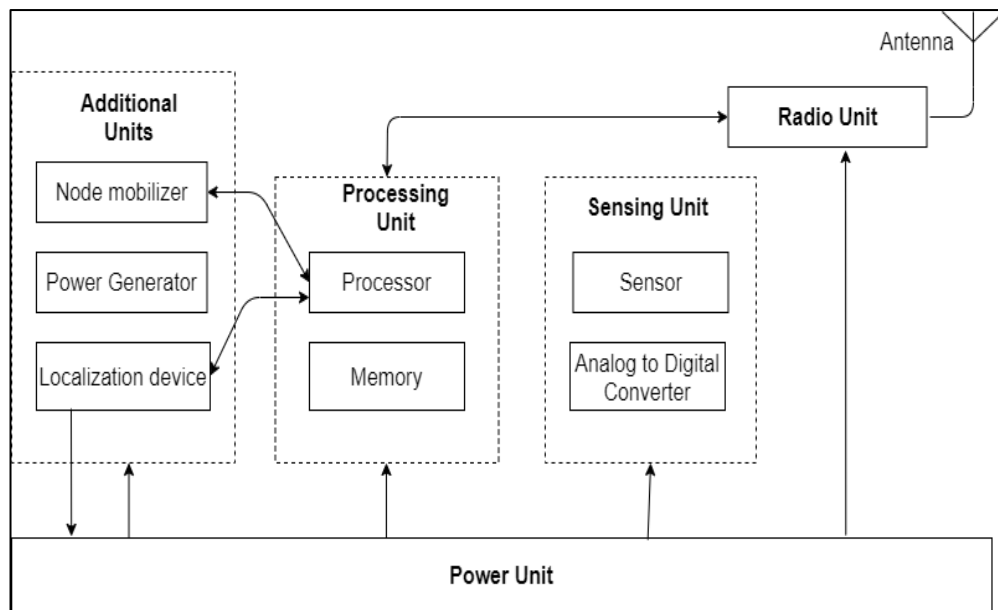 Antenna
Additional
Units
Radio Unit
Node mobilizer
Processing
Unit
Sensing Unit
Power Generator
Processor
Sensor
Localization device
Memory
Analog to Digital
Converter
Power Unit